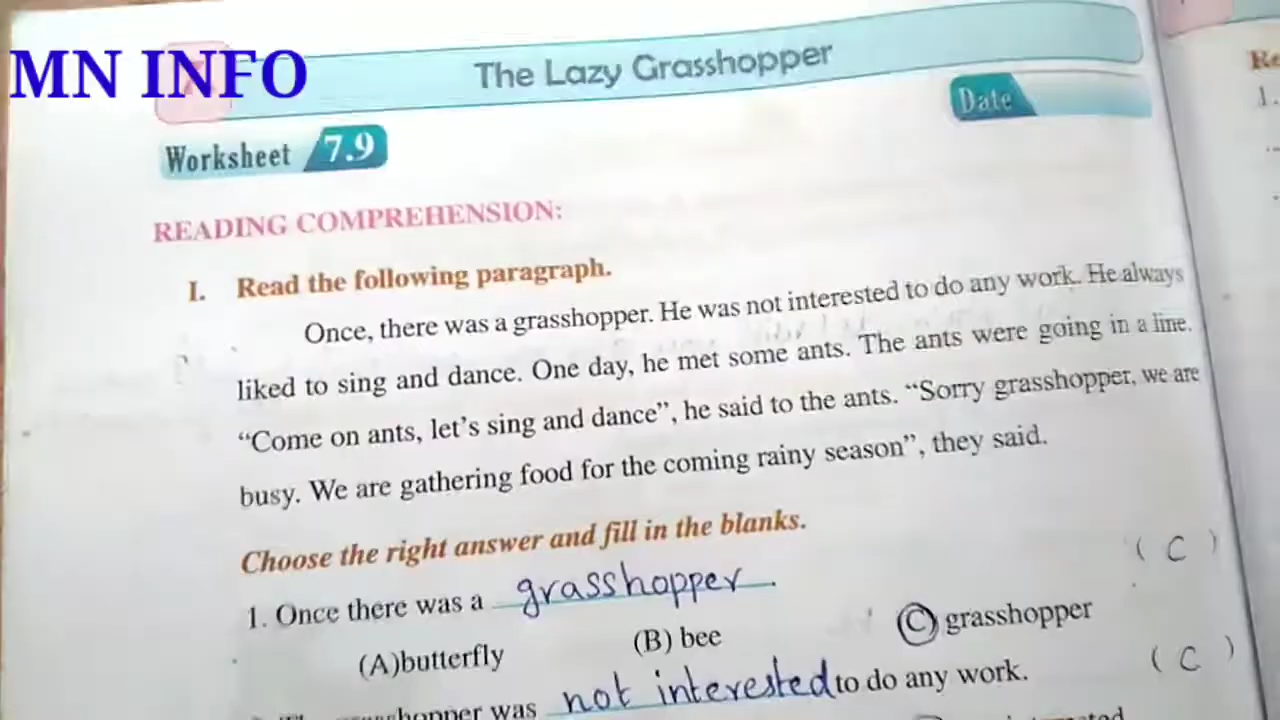 MN INFO
The Lazy Grasshopper
Date
Worksheet 7.9
READING COMPREHENSION:
I. Read the following paragraph.
Once, there was a grasshopper. He was not interested to do any work. He always
liked to sing and dance. One day, he met some ants. The ants were going in a line.
“Come on ants, let’s sing and dance”, he said to the ants. “Sorry grasshopper, we are
busy. We are gathering food for the coming rainy season”, they said.
Choose the right answer and fill in the blanks.
( C )
1. Once there was a grasshopper.
(A)butterfly (B) bee (C) grasshopper
was not interested to do any work. ( C )
1.